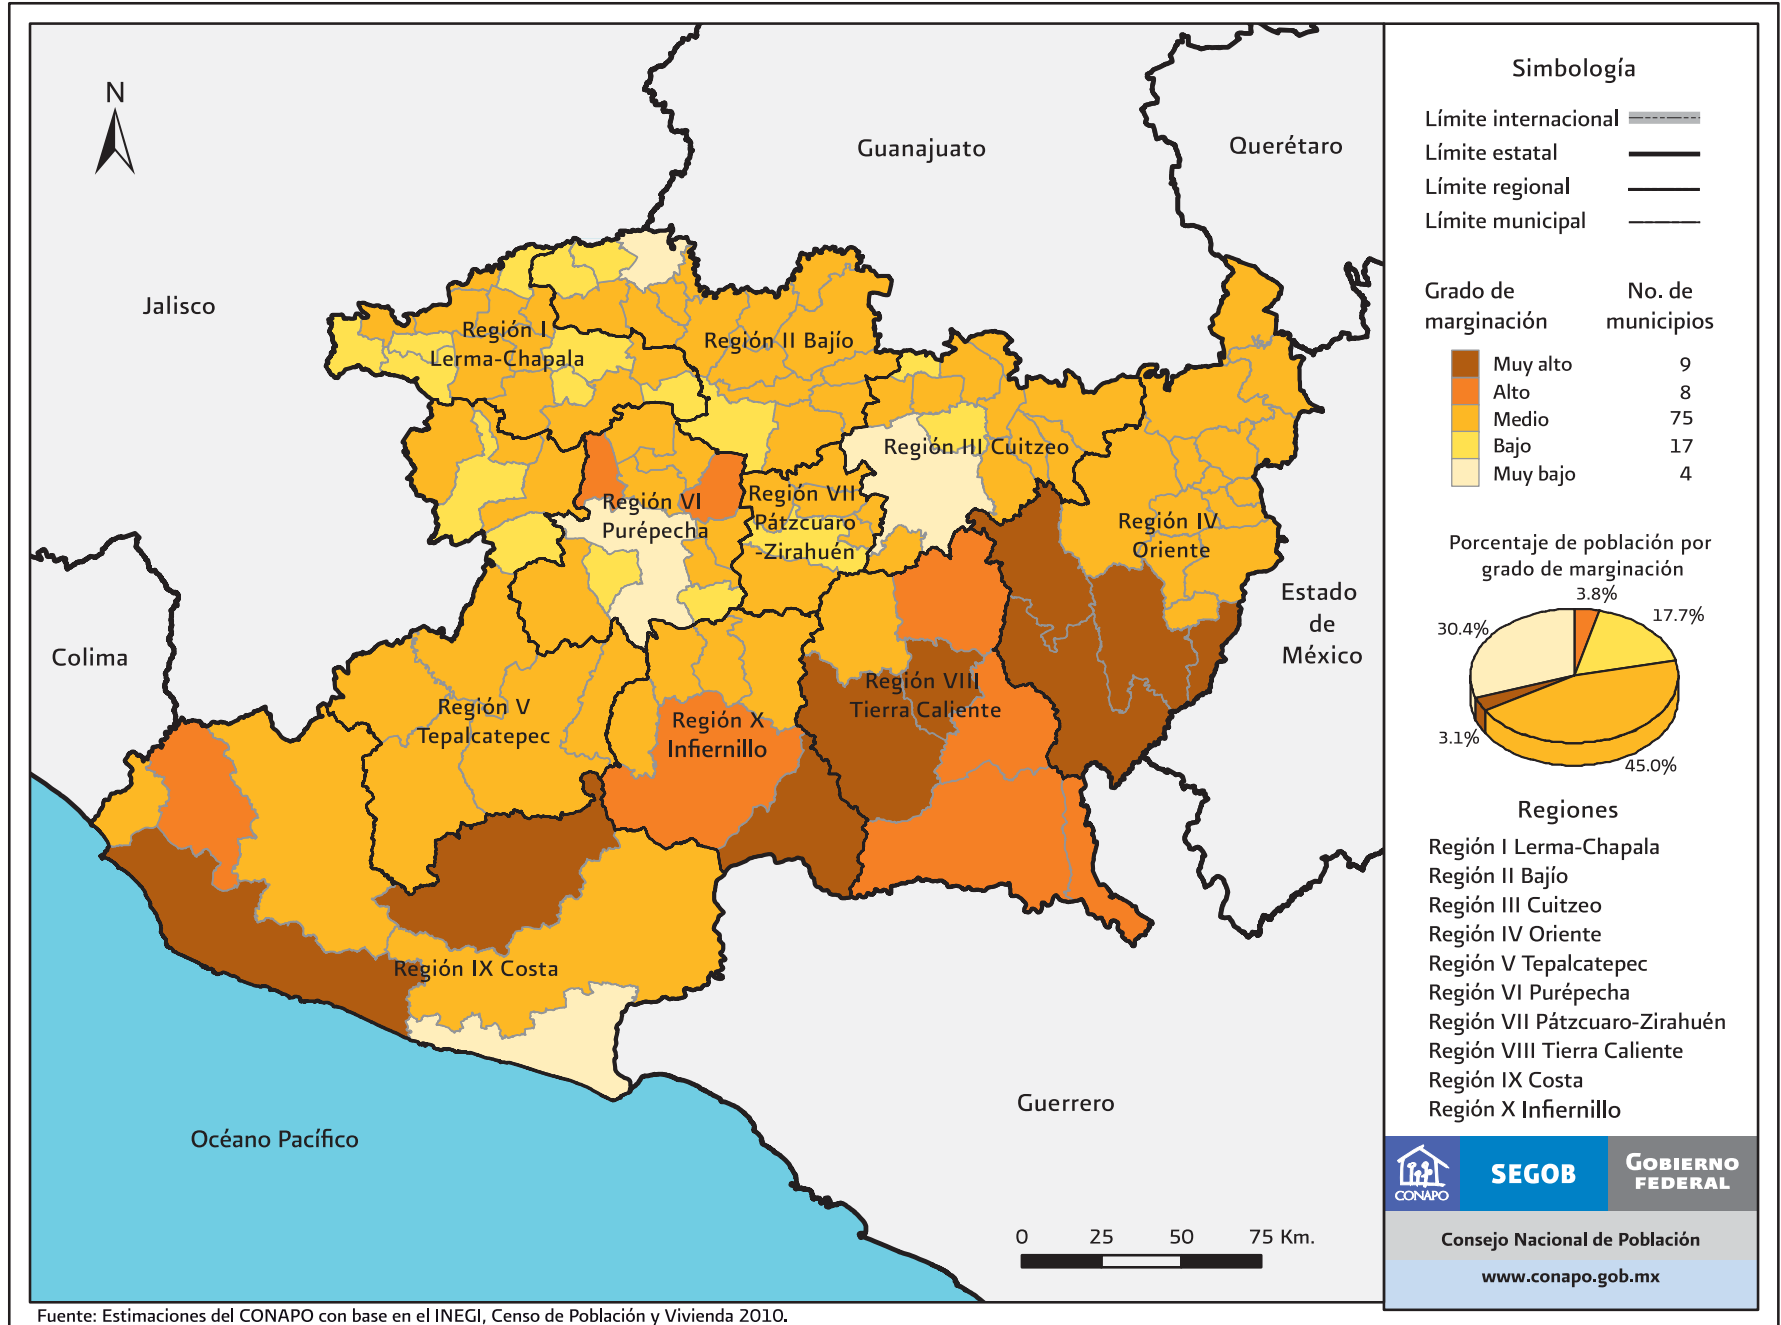 N
Guanajuato
Querétaro
Jalisco
Colima
Estado
de
México
Guerrero
Océano Pacífico
Región I
Lerma-Chapala
Región II Bajío
Región III Cuitzeo
Región IV
Oriente
Región VI
Purépecha
Región VII
Pátzcuaro
-Zirahuén
Región V
Tepalcatepec
Región X
Infiernillo
Región VIII
Tierra Caliente
Región IX Costa
0 25 50 75 Km.
Simbología
Límite internacional
Límite estatal
Límite regional
Límite municipal
Grado de marginación
No. de municipios
Muy alto 9
Alto 8
Medio 75
Bajo 17
Muy bajo 4
Porcentaje de población por
grado de marginación
3.8%
17.7%
30.4%
3.1%
45.0%
Regiones
Región I Lerma-Chapala
Región II Bajío
Región III Cuitzeo
Región IV Oriente
Región V Tepalcatepec
Región VI Purépecha
Región VII Pátzcuaro-Zirahuén
Región VIII Tierra Caliente
Región IX Costa
Región X Infiernillo
CONAPO
SEGOB
GOBIERNO
FEDERAL
Consejo Nacional de Población
www.conapo.gob.mx
Fuente: Estimaciones del CONAPO con base en el INEGI, Censo de Población y Vivienda 2010.